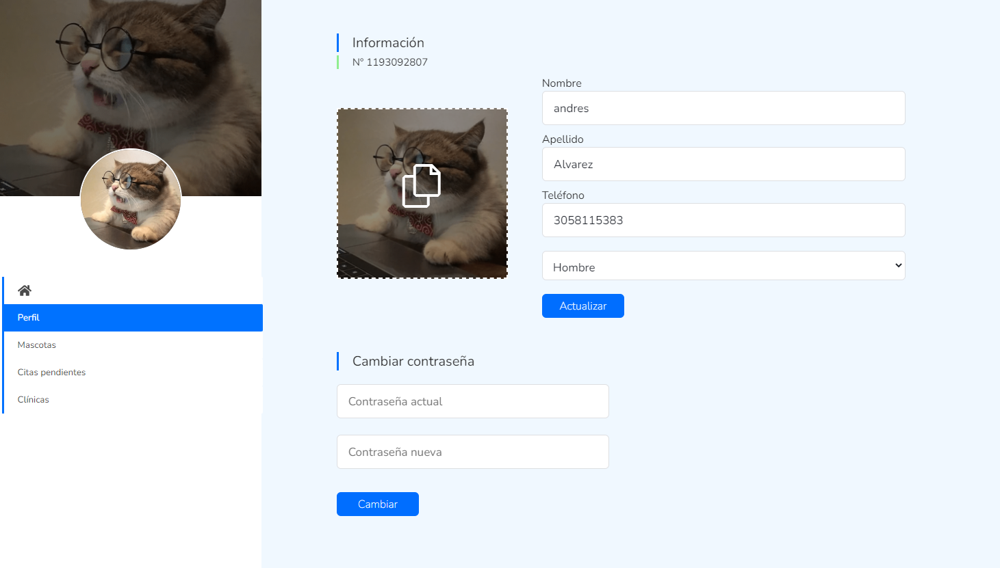 Información
N° 1193092807
Nombre
andres
Apellido
Alvarez
Teléfono
3058115383
Hombre
Actualizar
Perfil
Mascotas
Citas pendientes
Clínicas
Cambiar contraseña
Contraseña actual
Contraseña nueva
Cambiar